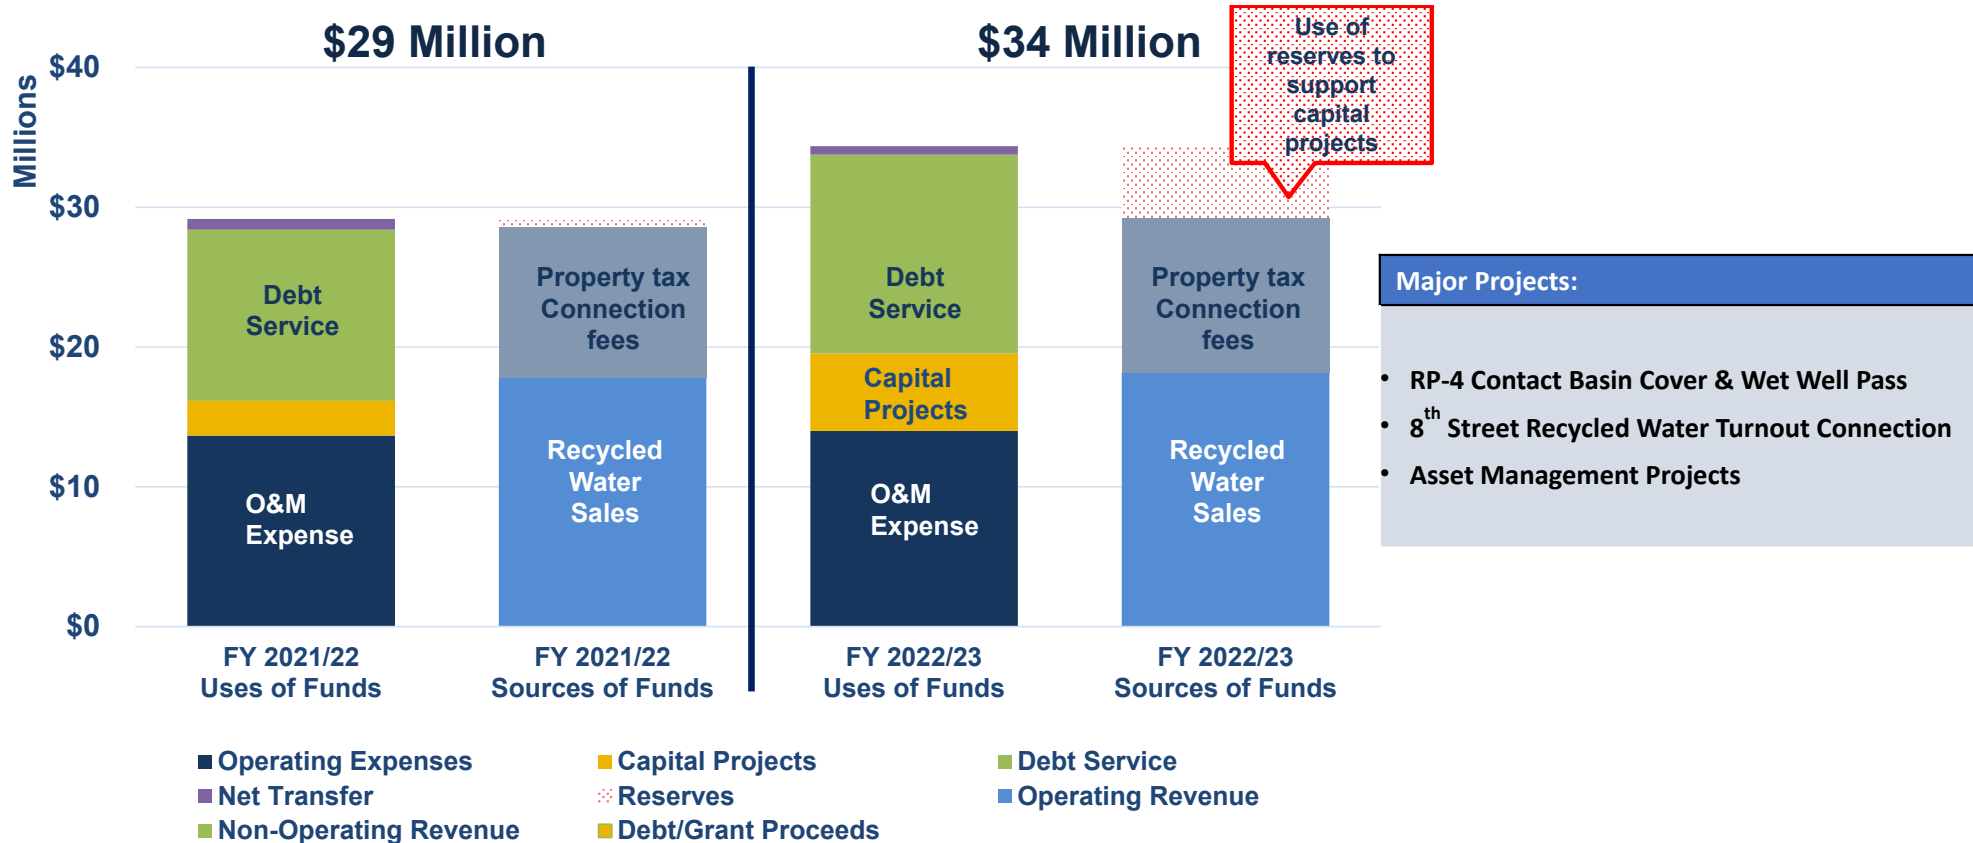 $29 Million
$34 Million
Use of
reserves to
support
capital
projects
Millions
$40
$30
$20
$10
$0
Debt
Service
O&M
Expense
Property tax
Connection
fees
Recycled
Water
Sales
Debt
Service
Capital
Projects
O&M
Expense
Property tax
Connection
fees
Recycled
Water
Sales
FY 2021/22
Uses of Funds
FY 2021/22
Sources of Funds
FY 2022/23
Uses of Funds
FY 2022/23
Sources of Funds
Operating Expenses
Capital Projects
Debt Service
Net Transfer
Reserves
Operating Revenue
Non-Operating Revenue
Debt/Grant Proceeds
Major Projects:
• RP-4 Contact Basin Cover & Wet Well Pass
• 8th Street Recycled Water Turnout Connection
• Asset Management Projects